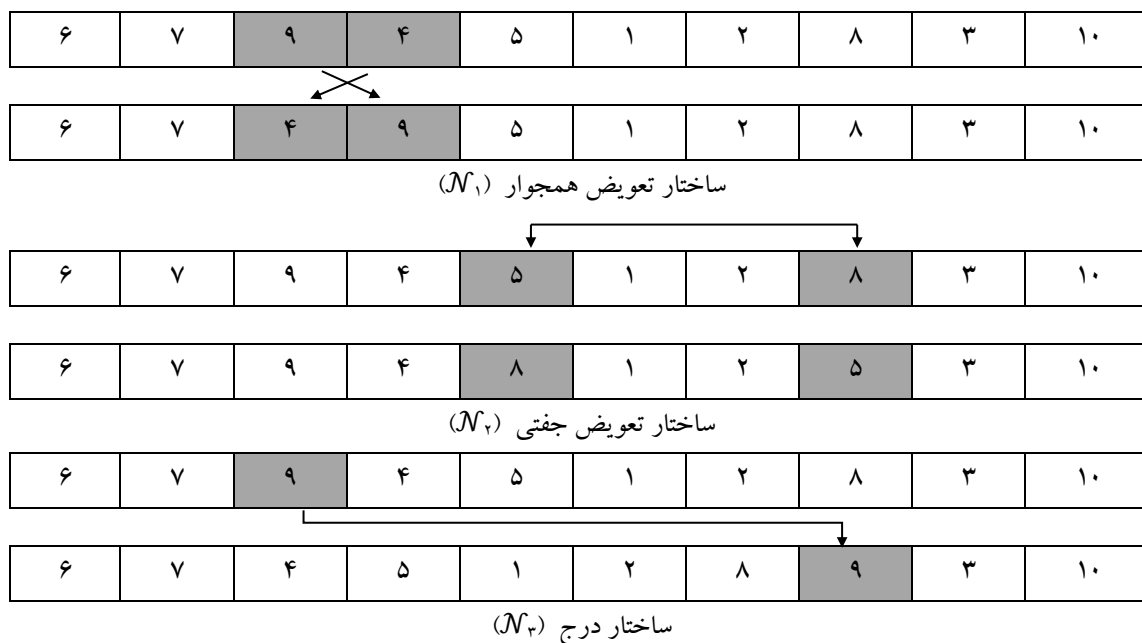 ۶ ۷ ۹ ۴ ۵ ۱ ۲ ۸ ۳ ۱۰
۶ ۷ ۴ ۹ ۵ ۱ ۲ ۸ ۳ ۱۰
ساختار تعویض همجوار (𝒩۱)
۶ ۷ ۹ ۴ ۵ ۱ ۲ ۸ ۳ ۱۰
۶ ۷ ۹ ۴ ۸ ۱ ۲ ۵ ۳ ۱۰
ساختار تعویض جفتی (𝒩۲)
۶ ۷ ۹ ۴ ۵ ۱ ۲ ۸ ۳ ۱۰
۶ ۷ ۴ ۵ ۱ ۲ ۸ ۹ ۳ ۱۰
ساختار درج (𝒩۳)